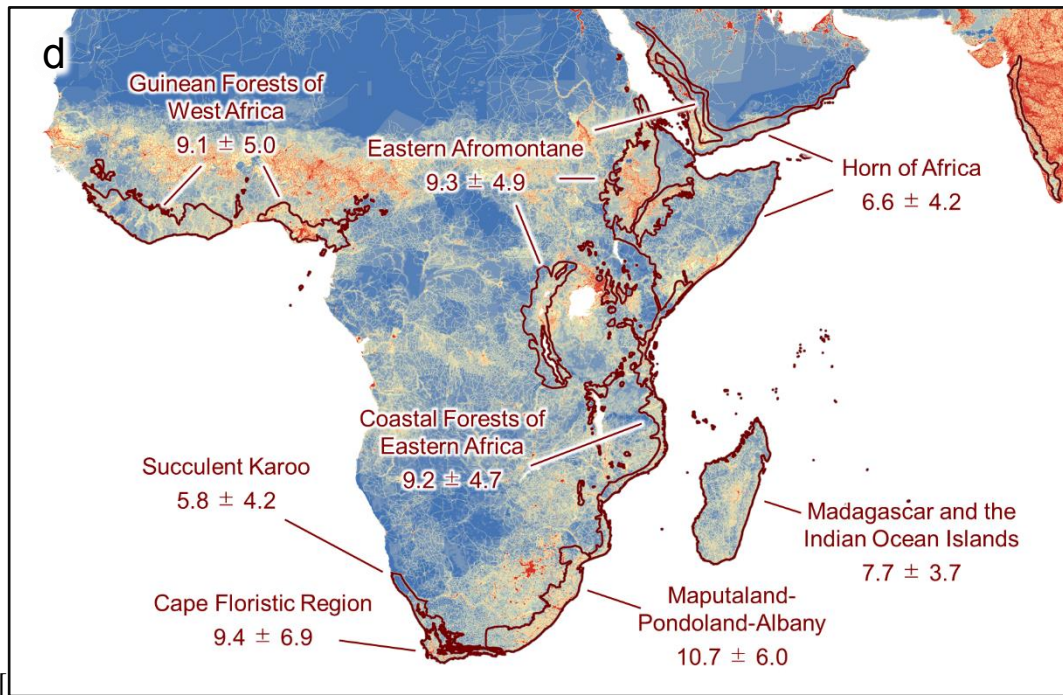 d
Guinean Forests of
West Africa
9.1 ± 5.0
Eastern Afromontane
9.3 ± 4.9
Horn of Africa
6.6 ± 4.2
Coastal Forests of
Eastern Africa
9.2 ± 4.7
Succulent Karoo
5.8 ± 4.2
Madagascar and the
Indian Ocean Islands
7.7 ± 3.7
Cape Floristic Region
9.4 ± 6.9
Maputaland-
Pondoland-Albany
10.7 ± 6.0